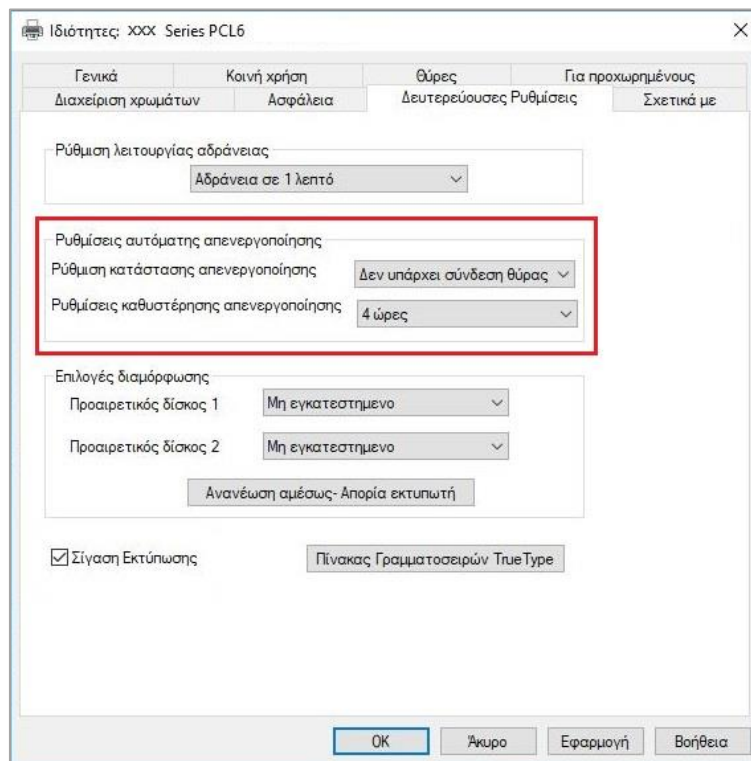 Ιδιότητες: XXX Series PCL6
Γενικά Κοινή χρήση Θύρες Για προχωρημένους
Διαχείριση χρωμάτων Ασφάλεια Δευτερεύουσες Ρυθμίσεις Σχετικά με
Ρύθμιση λειτουργίας αδράνειας
Αδράνεια σε 1 λεπτό
Ρυθμίσεις αυτόματης απενεργοποίησης
Ρύθμιση κατάστασης απενεργοποίησης Δεν υπάρχει σύνδεση θύρας
Ρυθμίσεις καθυστέρησης απενεργοποίησης 4 ώρες
Επιλογές διαμόρφωσης
Προαιρετικός δίσκος 1 Μη εγκατεστημενο
Προαιρετικός δίσκος 2 Μη εγκατεστημενο
Ανανέωση αμέσως- Απορία εκτυπωτή
Σίγαση Εκτύπωσης Πίνακας Γραμματοσειρών TrueType
OK Άκυρο Εφαρμογή Βοήθεια